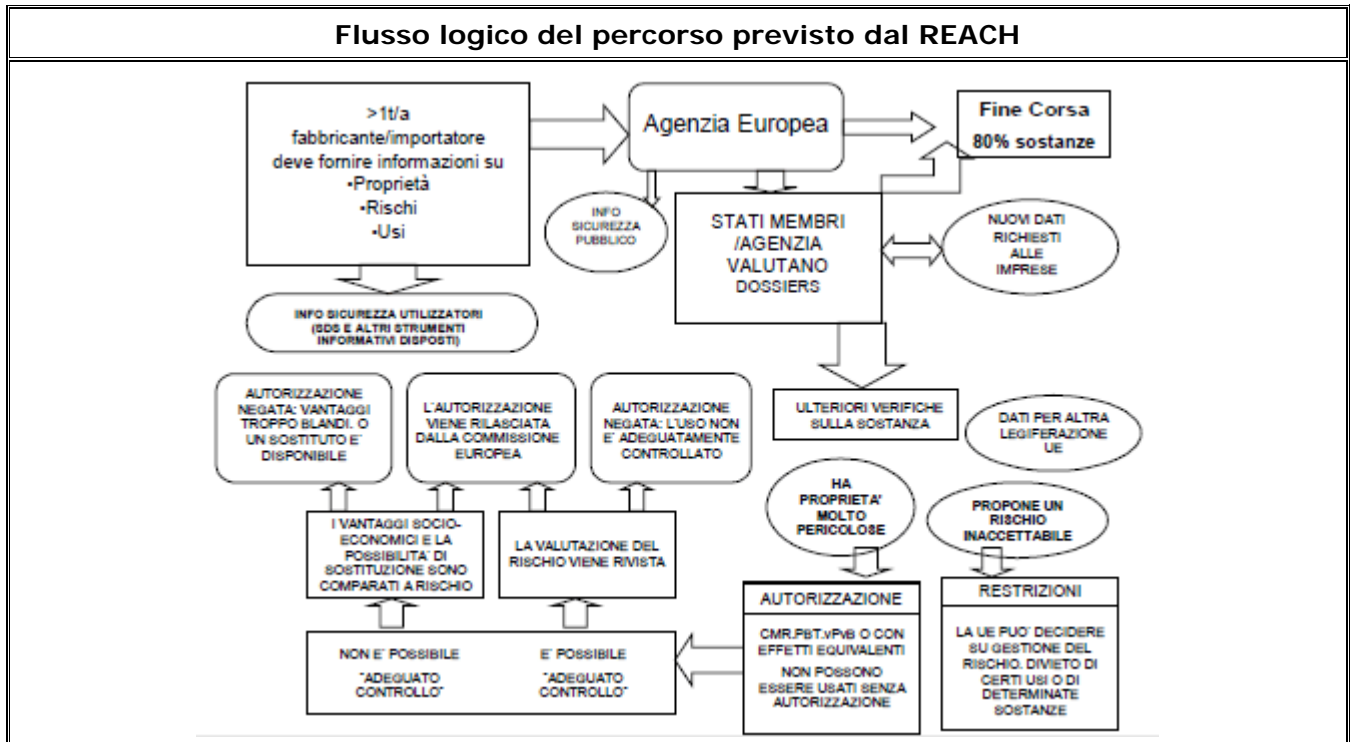 Flusso logico del percorso previsto dal REACH
>1t/a
fabbricante/importatore
deve fornire informazioni su
•Proprietà
•Rischi
•Usi
Agenzia Europea
Fine Corsa
80% sostanze
INFO
SICUREZZA
PUBBLICO
STATI MEMBRI
/AGENZIA
VALUTANO
DOSSIERS
NUOVI DATI
RICHIESTI
ALLE
IMPRESE
INFO SICUREZZA UTILIZZATORI
(SDS E ALTRI STRUMENTI
INFORMATIVI DISPOSTI)
AUTORIZZAZIONE
NEGATA: VANTAGGI
TROPPO BLANDI. O
UN SOSTITUTO E'
DISPONIBILE
L'AUTORIZZAZIONE
VIENE RILASCIATA
DALLA COMMISSIONE
EUROPEA
AUTORIZZAZIONE
NEGATA: L'USO NON
E' ADEGUATAMENTE
CONTROLLATO
ULTERIORI VERIFICHE
SULLA SOSTANZA
DATI PER ALTRA
LEGIFERAZIONE
UE
HA
PROPRIETA'
MOLTO
PERICOLOSE
PROPONE UN
RISCHIO
INACCETTABILE
I VANTAGGI SOCIO-
ECONOMICI E LA
POSSIBILITA' DI
SOSTITUZIONE SONO
COMPARATI A RISCHIO
LA VALUTAZIONE DEL
RISCHIO VIENE RIVISTA
AUTORIZZAZIONE
CMR.PBT.vPvB O CON
EFFETTI EQUIVALENTI
NON POSSONO
ESSERE USATI SENZA
AUTORIZZAZIONE
RESTRIZIONI
LA UE PUO' DECIDERE
SU GESTIONE DEL
RISCHIO. DIVIETO DI
CERTI USI O DI
DETERMINATE
SOSTANZE
NON E' POSSIBILE
"ADEGUATO
CONTROLLO"
E' POSSIBILE
"ADEGUATO
CONTROLLO"